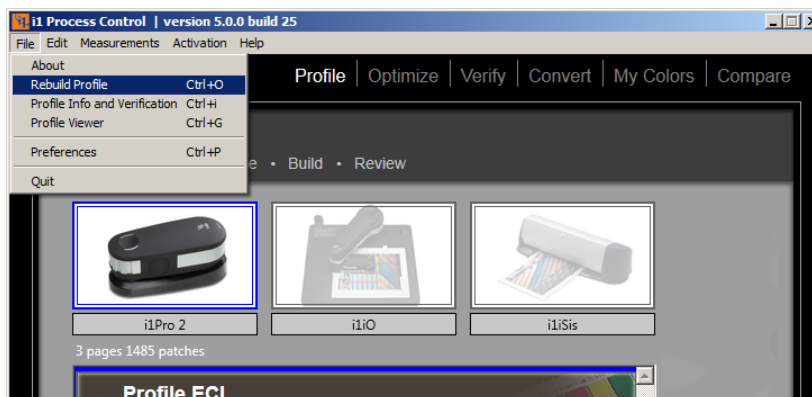 i1 Process Control | version 5.0.0 build 25
File Edit Measurements Activation Help
About
Rebuild Profile Ctrl+O
Profile Info and Verification Ctrl+i
Profile Viewer Ctrl+G
Preferences Ctrl+P
Quit
Profile | Optimize | Verify | Convert | My Colors | Compare
• Build • Review
i1Pro 2
i1iO
i1iSis
3 pages 1485 patches
Profile ECI